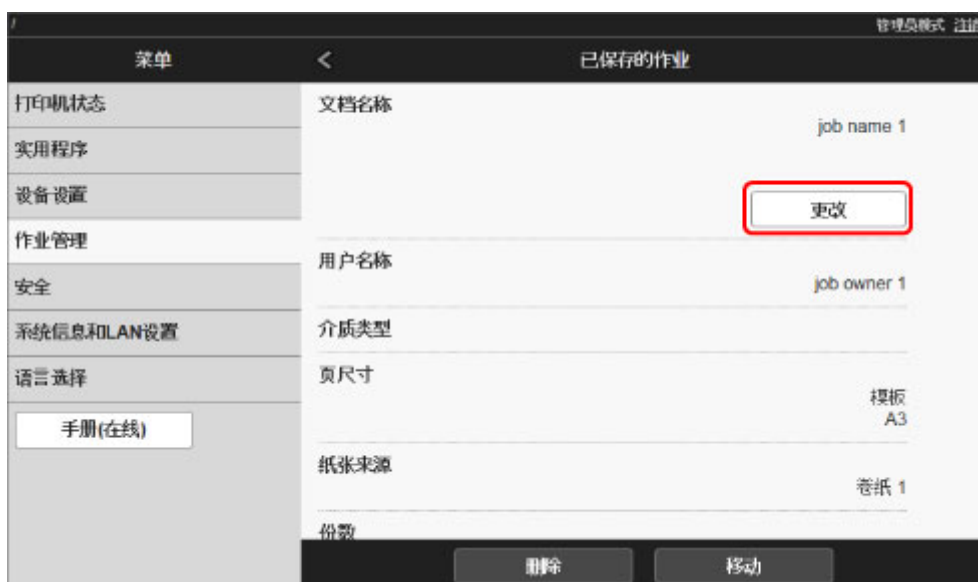 /
管理员模式
菜单
<
已保存的作业
打印机状态
实用程序
设备设置
作业管理
安全
系统信息和LAN设置
语言选择
手册(在线)
文档名称
job name 1
更改
用户名称
job owner 1
介质类型
页尺寸
模板
A3
纸张来源
卷纸 1
份数
删除
移动